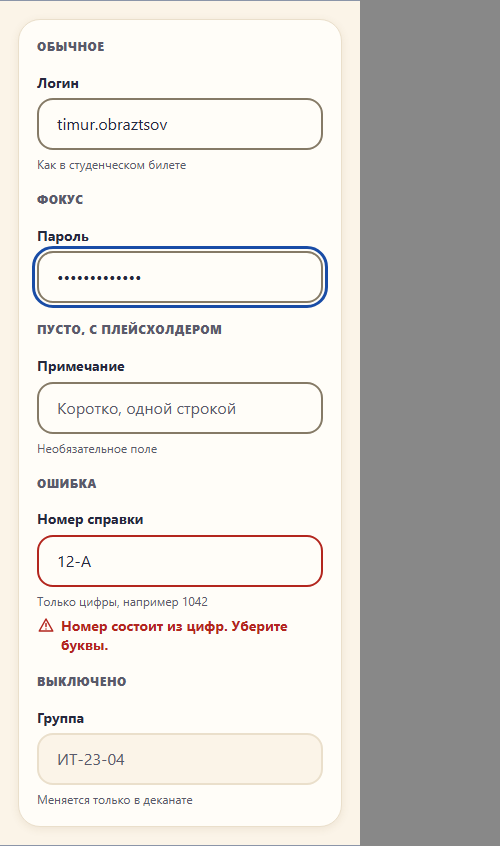 ОБЫЧНОЕ
Логин
timur.obraztsov
Как в студенческом билете
ФОКУС
Пароль
•••••••••••••
ПУСТО, С ПЛЕЙСХОЛДЕРОМ
Примечание
Коротко, одной строкой
Необязательное поле
ОШИБКА
Номер справки
12-А
Только цифры, например 1042
Номер состоит из цифр. Уберите
буквы.
ВЫКЛЮЧЕНО
Группа
ИТ-23-04
Меняется только в деканате